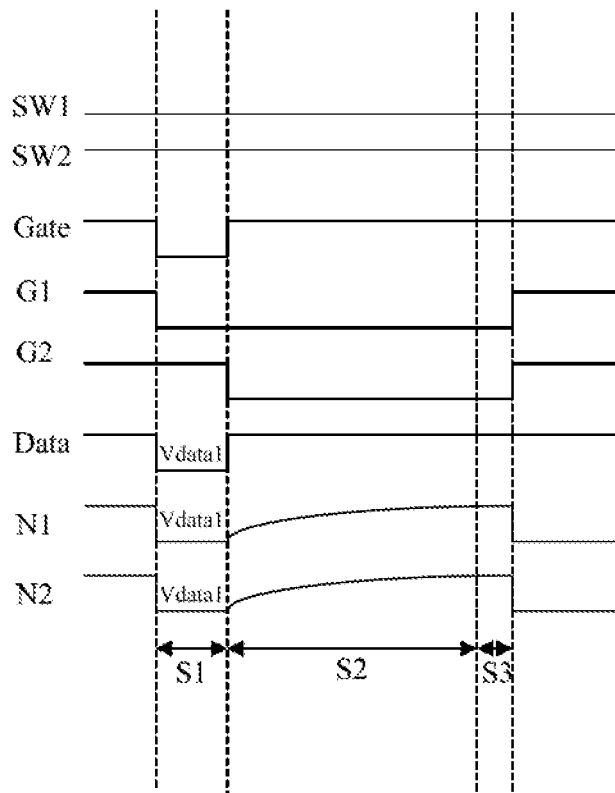 SW1
SW2
Gate
G1
G2
Data
Vdata1
N1
Vdata1
N2
Vdata1
S1
S2
S3